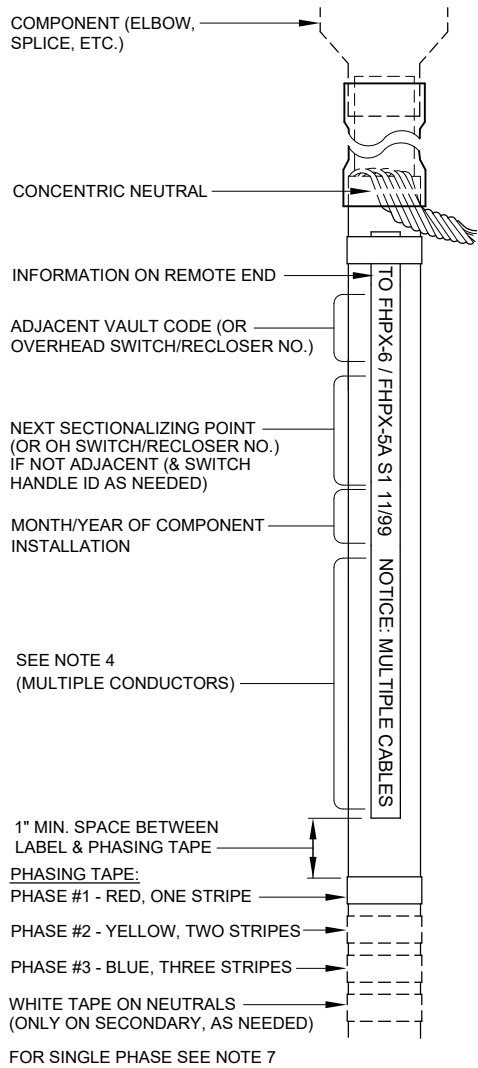 COMPONENT (ELBOW,
SPLICE, ETC.)
CONCENTRIC NEUTRAL
INFORMATION ON REMOTE END
ADJACENT VAULT CODE (OR
OVERHEAD SWITCH/RECLOSER NO.)
NEXT SECTIONALIZING POINT
(OR OH SWITCH/RECLOSER NO.)
IF NOT ADJACENT (& SWITCH
HANDLE ID AS NEEDED)
MONTH/YEAR OF COMPONENT
INSTALLATION
SEE NOTE 4
(MULTIPLE CONDUCTORS)
TO FHPX-6 / FHPX-5A S1 11/99 NOTICE: MULTIPLE CABLES
1" MIN. SPACE BETWEEN
LABEL & PHASING TAPE
PHASING TAPE:
PHASE #1 - RED, ONE STRIPE
PHASE #2 - YELLOW, TWO STRIPES
PHASE #3 - BLUE, THREE STRIPES
WHITE TAPE ON NEUTRALS
(ONLY ON SECONDARY, AS NEEDED)
FOR SINGLE PHASE SEE NOTE 7